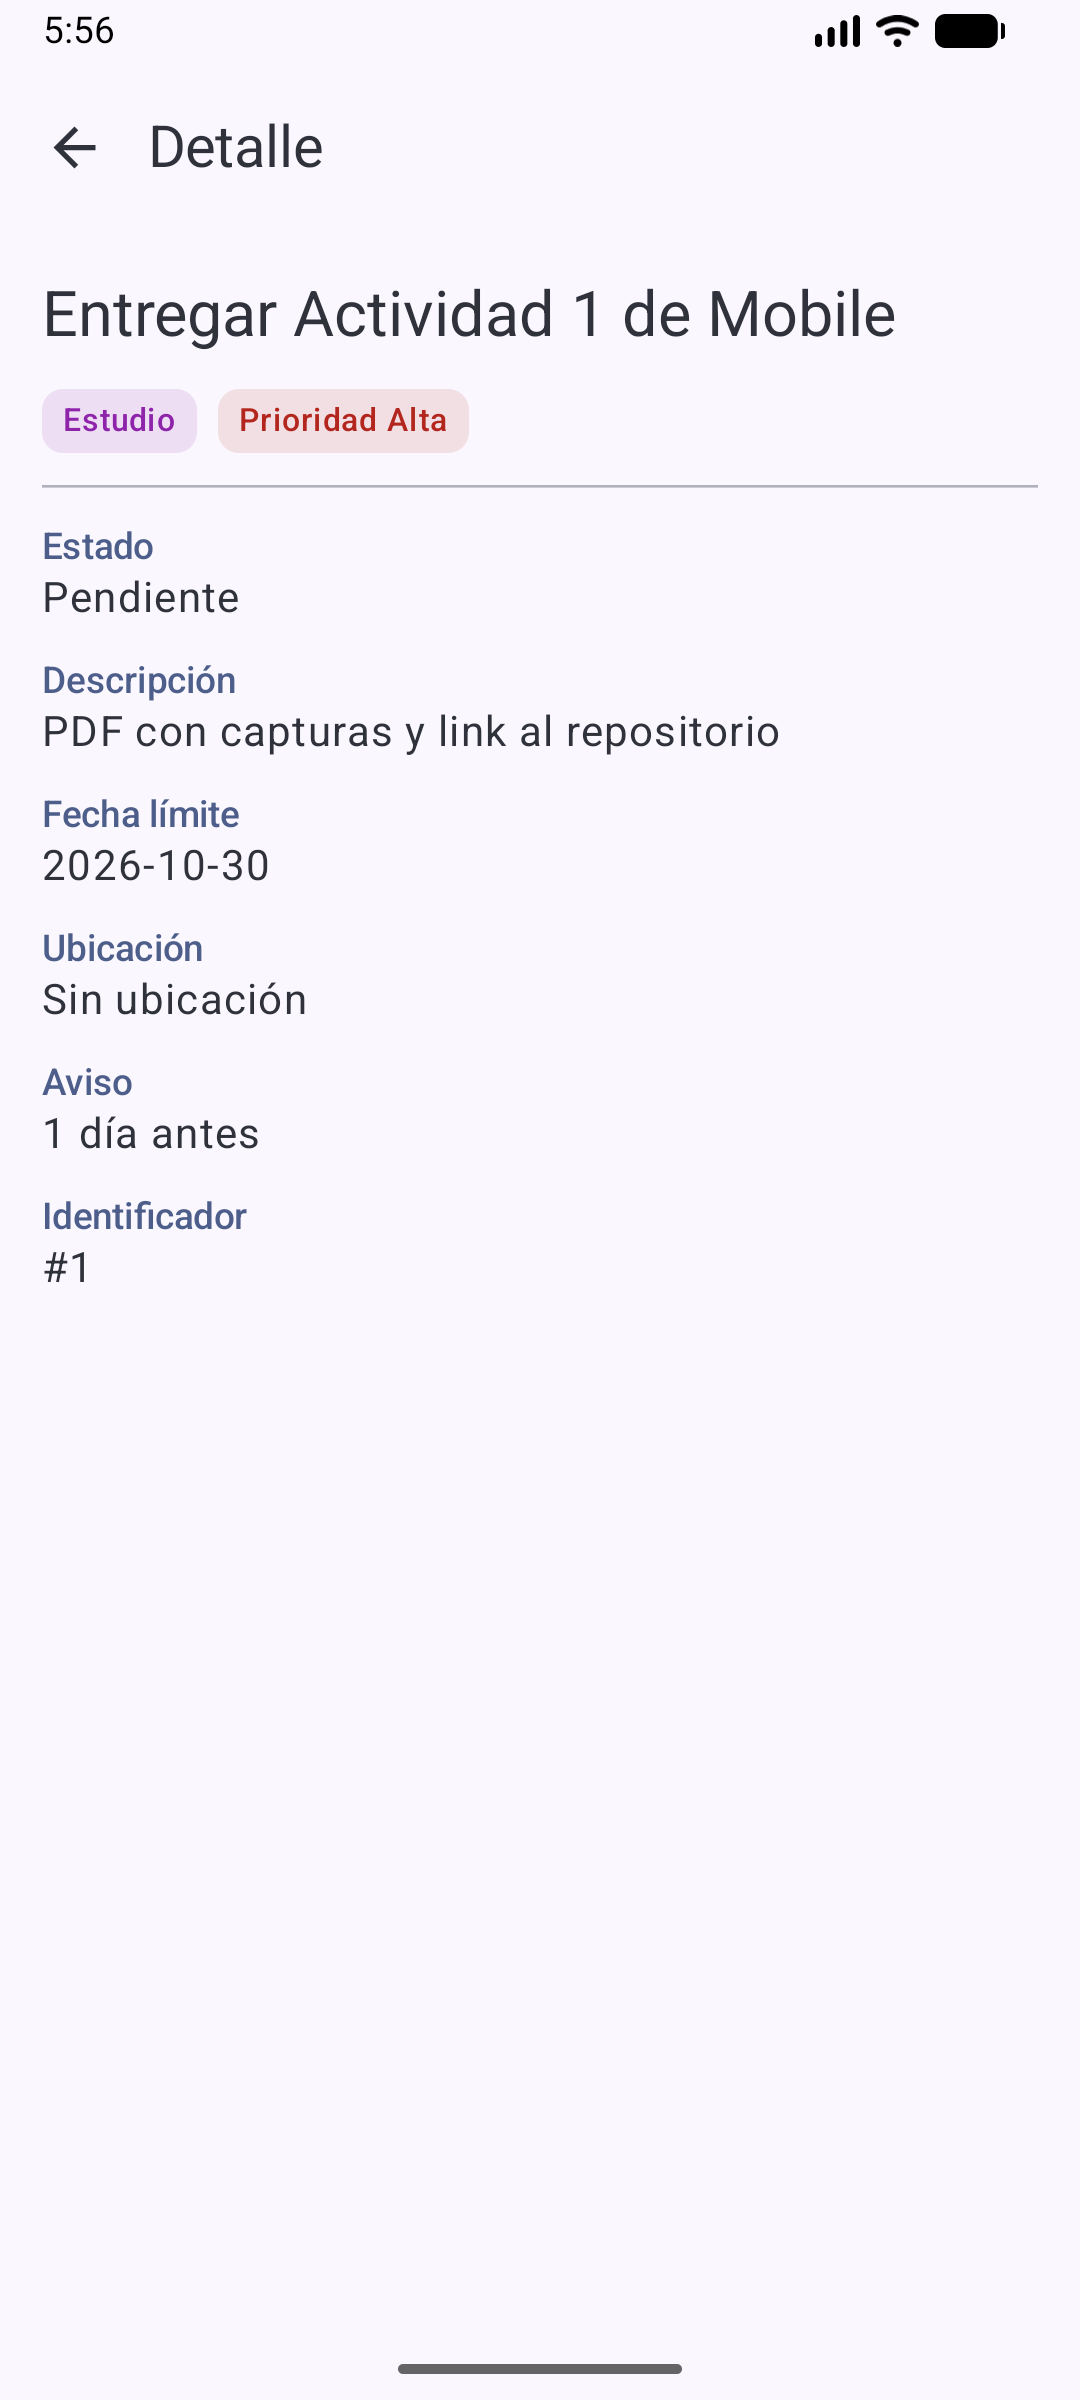 5:56
Detalle
Entregar Actividad 1 de Mobile
Estudio
Prioridad Alta
Estado
Pendiente
Descripción
PDF con capturas y link al repositorio
Fecha límite
2026-10-30
Ubicación
Sin ubicación
Aviso
1 día antes
Identificador
#1